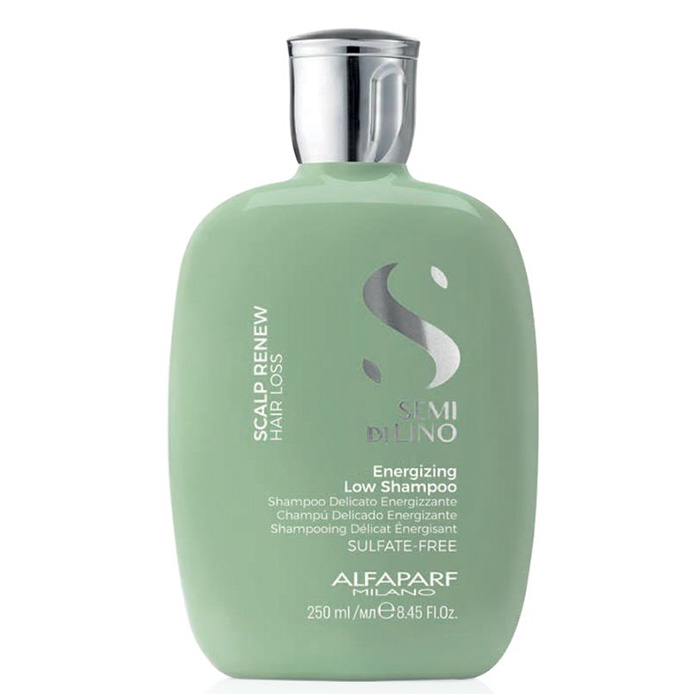 SCALP RENEW
HAIR LOSS
SEMI
DI LINO
Energizing
Low Shampoo
Shampoo Delicato Energizzante
Champú Delicado Energizante
Shampooing Délicat Énergisant
SULFATE-FREE
ALFAPARF
MILANO
250 ml/мл℮8.45 Fl.Oz.